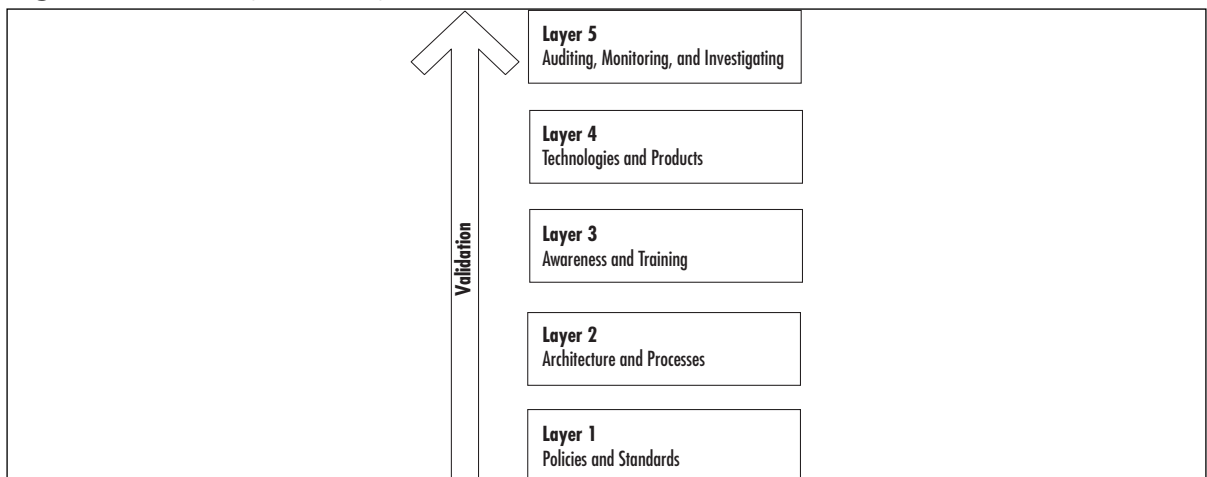 Layer 5
Auditing, Monitoring, and Investigating
Layer 4
Technologies and Products
Validation
Layer 3
Awareness and Training
Layer 2
Architecture and Processes
Layer 1
Policies and Standards